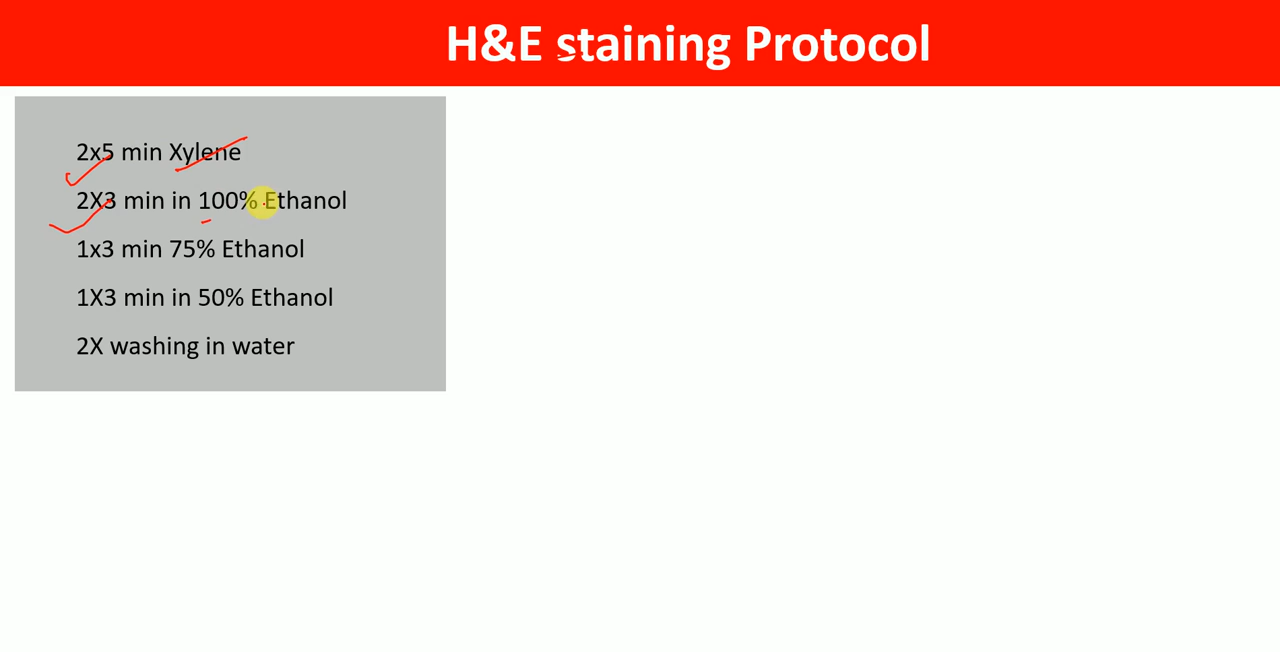 H&E staining Protocol
2x5 min Xylene
2X3 min in 100% Ethanol
1x3 min 75% Ethanol
1X3 min in 50% Ethanol
2X washing in water